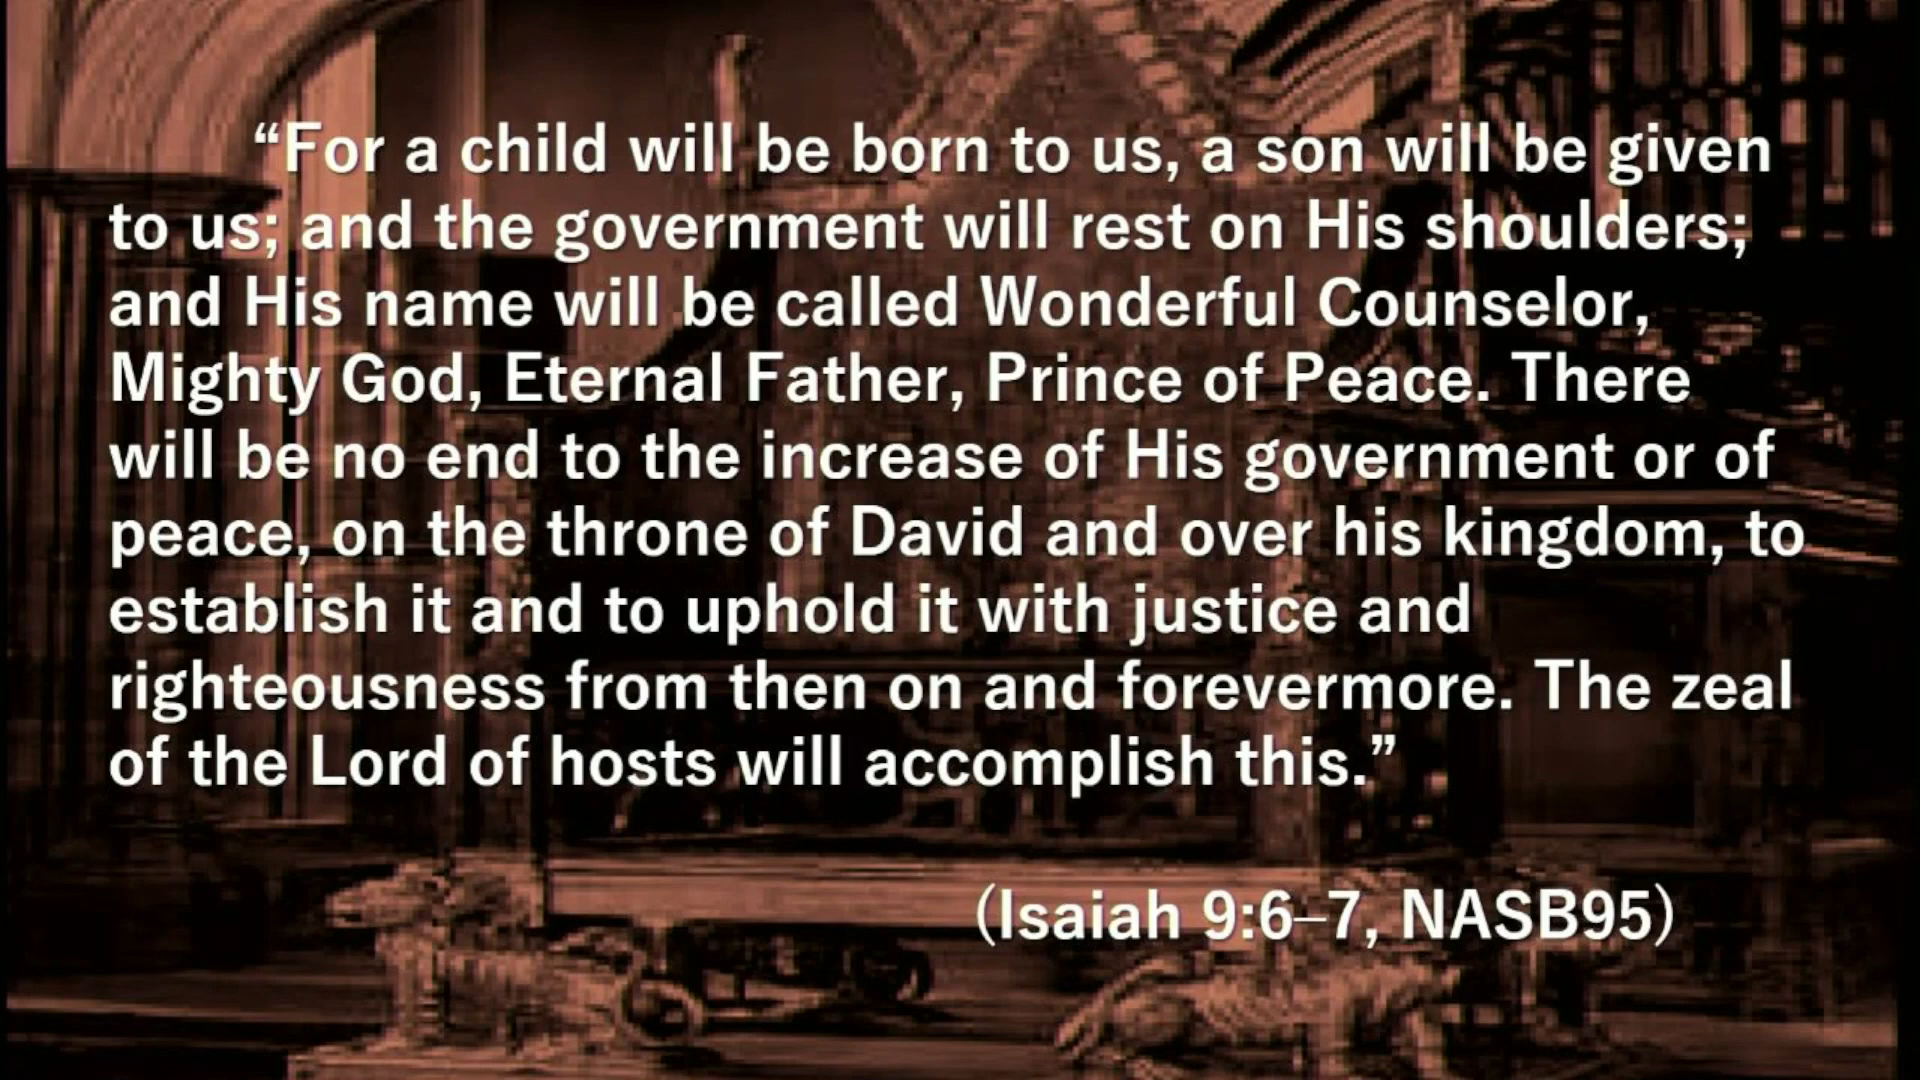 “For a child will be born to us, a son will be given
to us; and the government will rest on His shoulders;
and His name will be called Wonderful Counselor,
Mighty God, Eternal Father, Prince of Peace. There
will be no end to the increase of His government or of
peace, on the throne of David and over his kingdom, to
establish it and to uphold it with justice and
righteousness from then on and forevermore. The zeal
of the Lord of hosts will accomplish this.”
(Isaiah 9:6–7, NASB95)